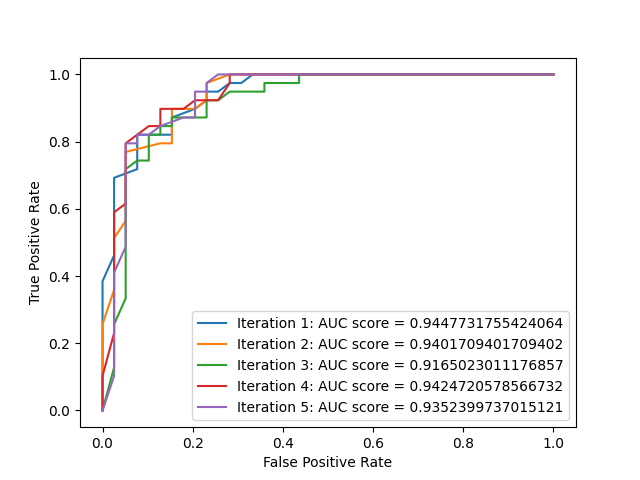 1.0
0.8
0.6
0.4
0.2
0.0
True Positive Rate
Iteration 1: AUC score = 0.9447731755424064
Iteration 2: AUC score = 0.9401709401709402
Iteration 3: AUC score = 0.9165023011176857
Iteration 4: AUC score = 0.9424720578566732
Iteration 5: AUC score = 0.9352399737015121
0.0 0.2 0.4 0.6 0.8 1.0
False Positive Rate